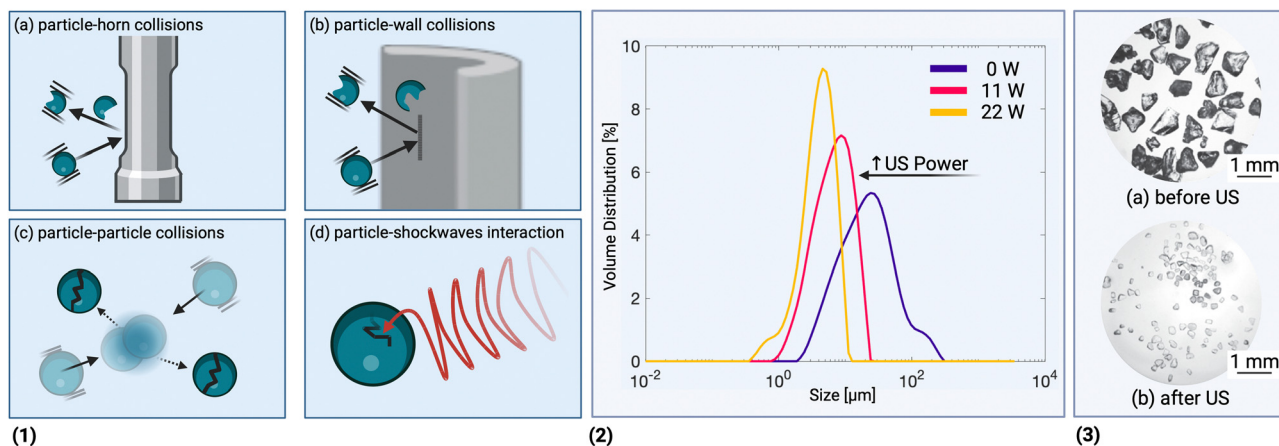 (a) particle-horn collisions
(b) particle-wall collisions
(c) particle-particle collisions
(d) particle-shockwaves interaction
(1)
10
8
6
4
2
0
Volume Distribution [%]
0 W
11 W
22 W
↑US Power
10⁻²
10⁰
10²
10⁴
Size [µm]
(2)
1 mm
(a) before US
1 mm
(b) after US
(3)